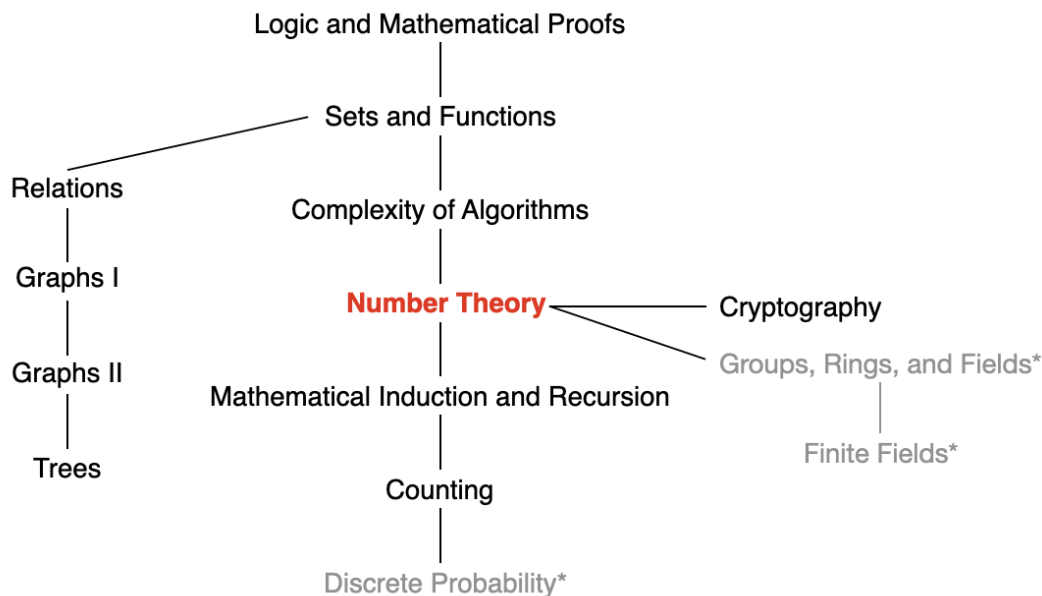 Logic and Mathematical Proofs
Sets and Functions
Relations
Complexity of Algorithms
Graphs I
Number Theory
Cryptography
Groups, Rings, and Fields*
Graphs II
Mathematical Induction and Recursion
Finite Fields*
Trees
Counting
Discrete Probability*